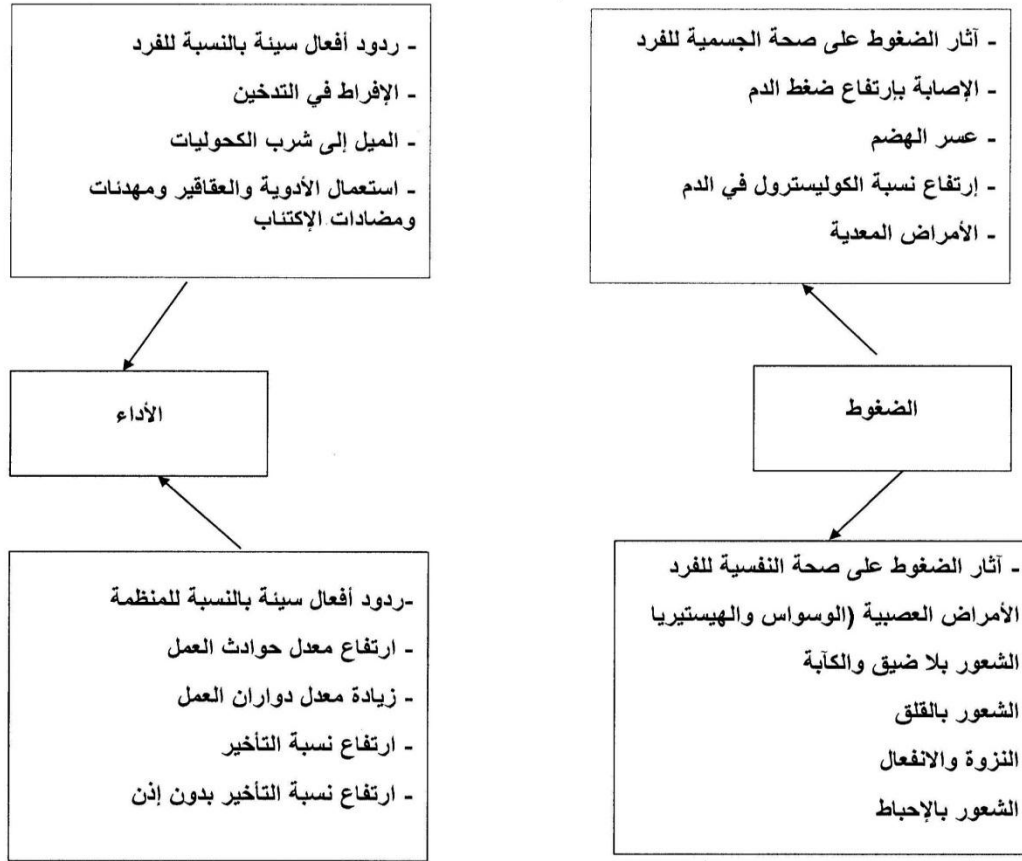 - آثار الضغوط على صحة الجسمية للفرد
- الإصابة بإرتفاع ضغط الدم
- عسر الهضم
- إرتفاع نسبة الكوليسترول في الدم
- الأمراض المعدية
- ردود أفعال سيئة بالنسبة للفرد
- الإفراط في التدخين
- الميل إلى شرب الكحوليات
- استعمال الأدوية والعقاقير ومهدئات
ومضادات الإكتئاب
الضغوط
الأداء
- آثار الضغوط على صحة النفسية للفرد
الأمراض العصبية (الوسواس والهيستيريا
الشعور بلا ضيق والكآبة
الشعور بالقلق
النزوة والانفعال
الشعور بالإحباط
-ردود أفعال سيئة بالنسبة للمنظمة
- ارتفاع معدل حوادث العمل
- زيادة معدل دواران العمل
- ارتفاع نسبة التأخير
- ارتفاع نسبة التأخير بدون إذن